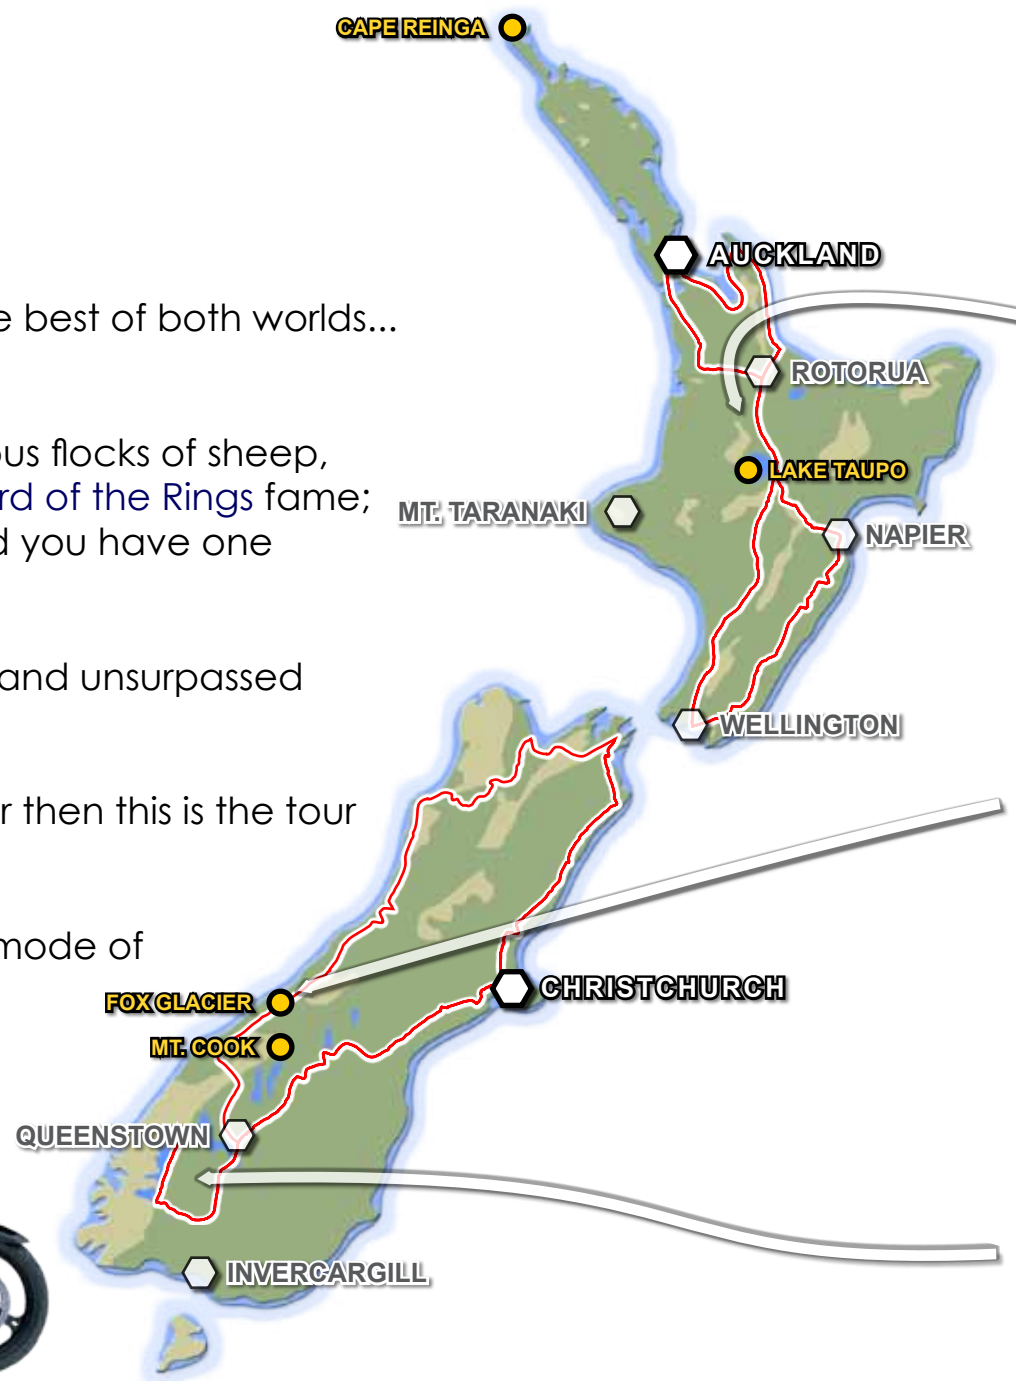 CAPE REINGA
AUCKLAND
e best of both worlds...
ROTORUA
ous flocks of sheep,
LAKE TAUPO
rd of the Rings fame;
MT. TARANAKI
NAPIER
d you have one
and unsurpassed
WELLINGTON
r then this is the tour
mode of
CHRISTCHURCH
FOX GLACIER
MT. COOK
QUEENSTOWN
INVERCARGILL